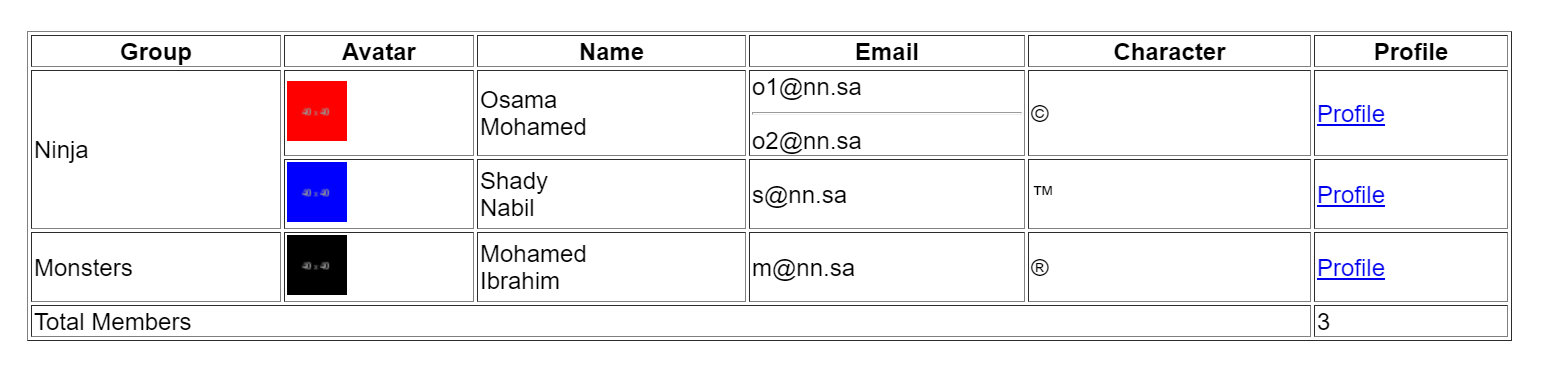 Group Avatar Name Email Character Profile
Ninja
40 x 40
Osama
Mohamed
o1@nn.sa
o2@nn.sa
©
Profile
40 x 40
Shady
Nabil
s@nn.sa
™
Profile
Monsters
40 x 40
Mohamed
Ibrahim
m@nn.sa
®
Profile
Total Members 3